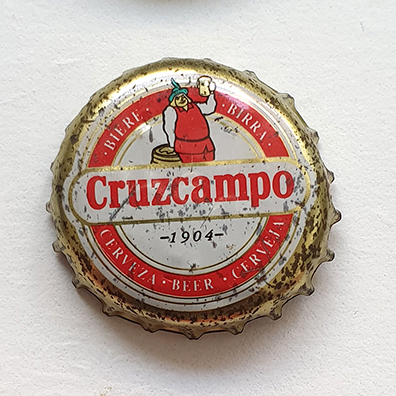 · BIERE · BIRRA ·
Cruzcampo
-1904-
CERVEZA · BEER · CERVEJA